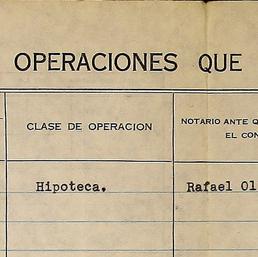 OPERACIONES QUE
CLASE DE OPERACION
NOTARIO ANTE Q
EL CON
Hipoteca.
Rafael Ol